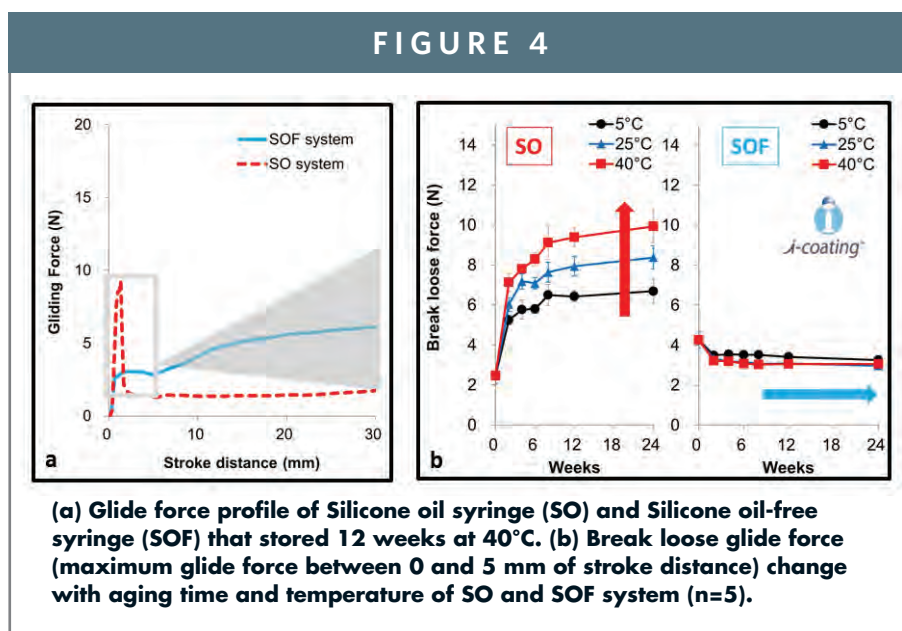 FIGURE 4
20
15
10
5
0
Gliding Force (N)
SOF system
SO system
0
10
20
30
Stroke distance (mm)
a
14
12
10
8
6
4
2
0
Break loose force (N)
SO
5°C
25°C
40°C
0
6
12
18
24
Weeks
b
14
12
10
8
6
4
2
0
SOF
5°C
25°C
40°C
i-coating™
0
6
12
18
24
Weeks
(a) Glide force profile of Silicone oil syringe (SO) and Silicone oil-free
syringe (SOF) that stored 12 weeks at 40°C. (b) Break loose glide force
(maximum glide force between 0 and 5 mm of stroke distance) change
with aging time and temperature of SO and SOF system (n=5).